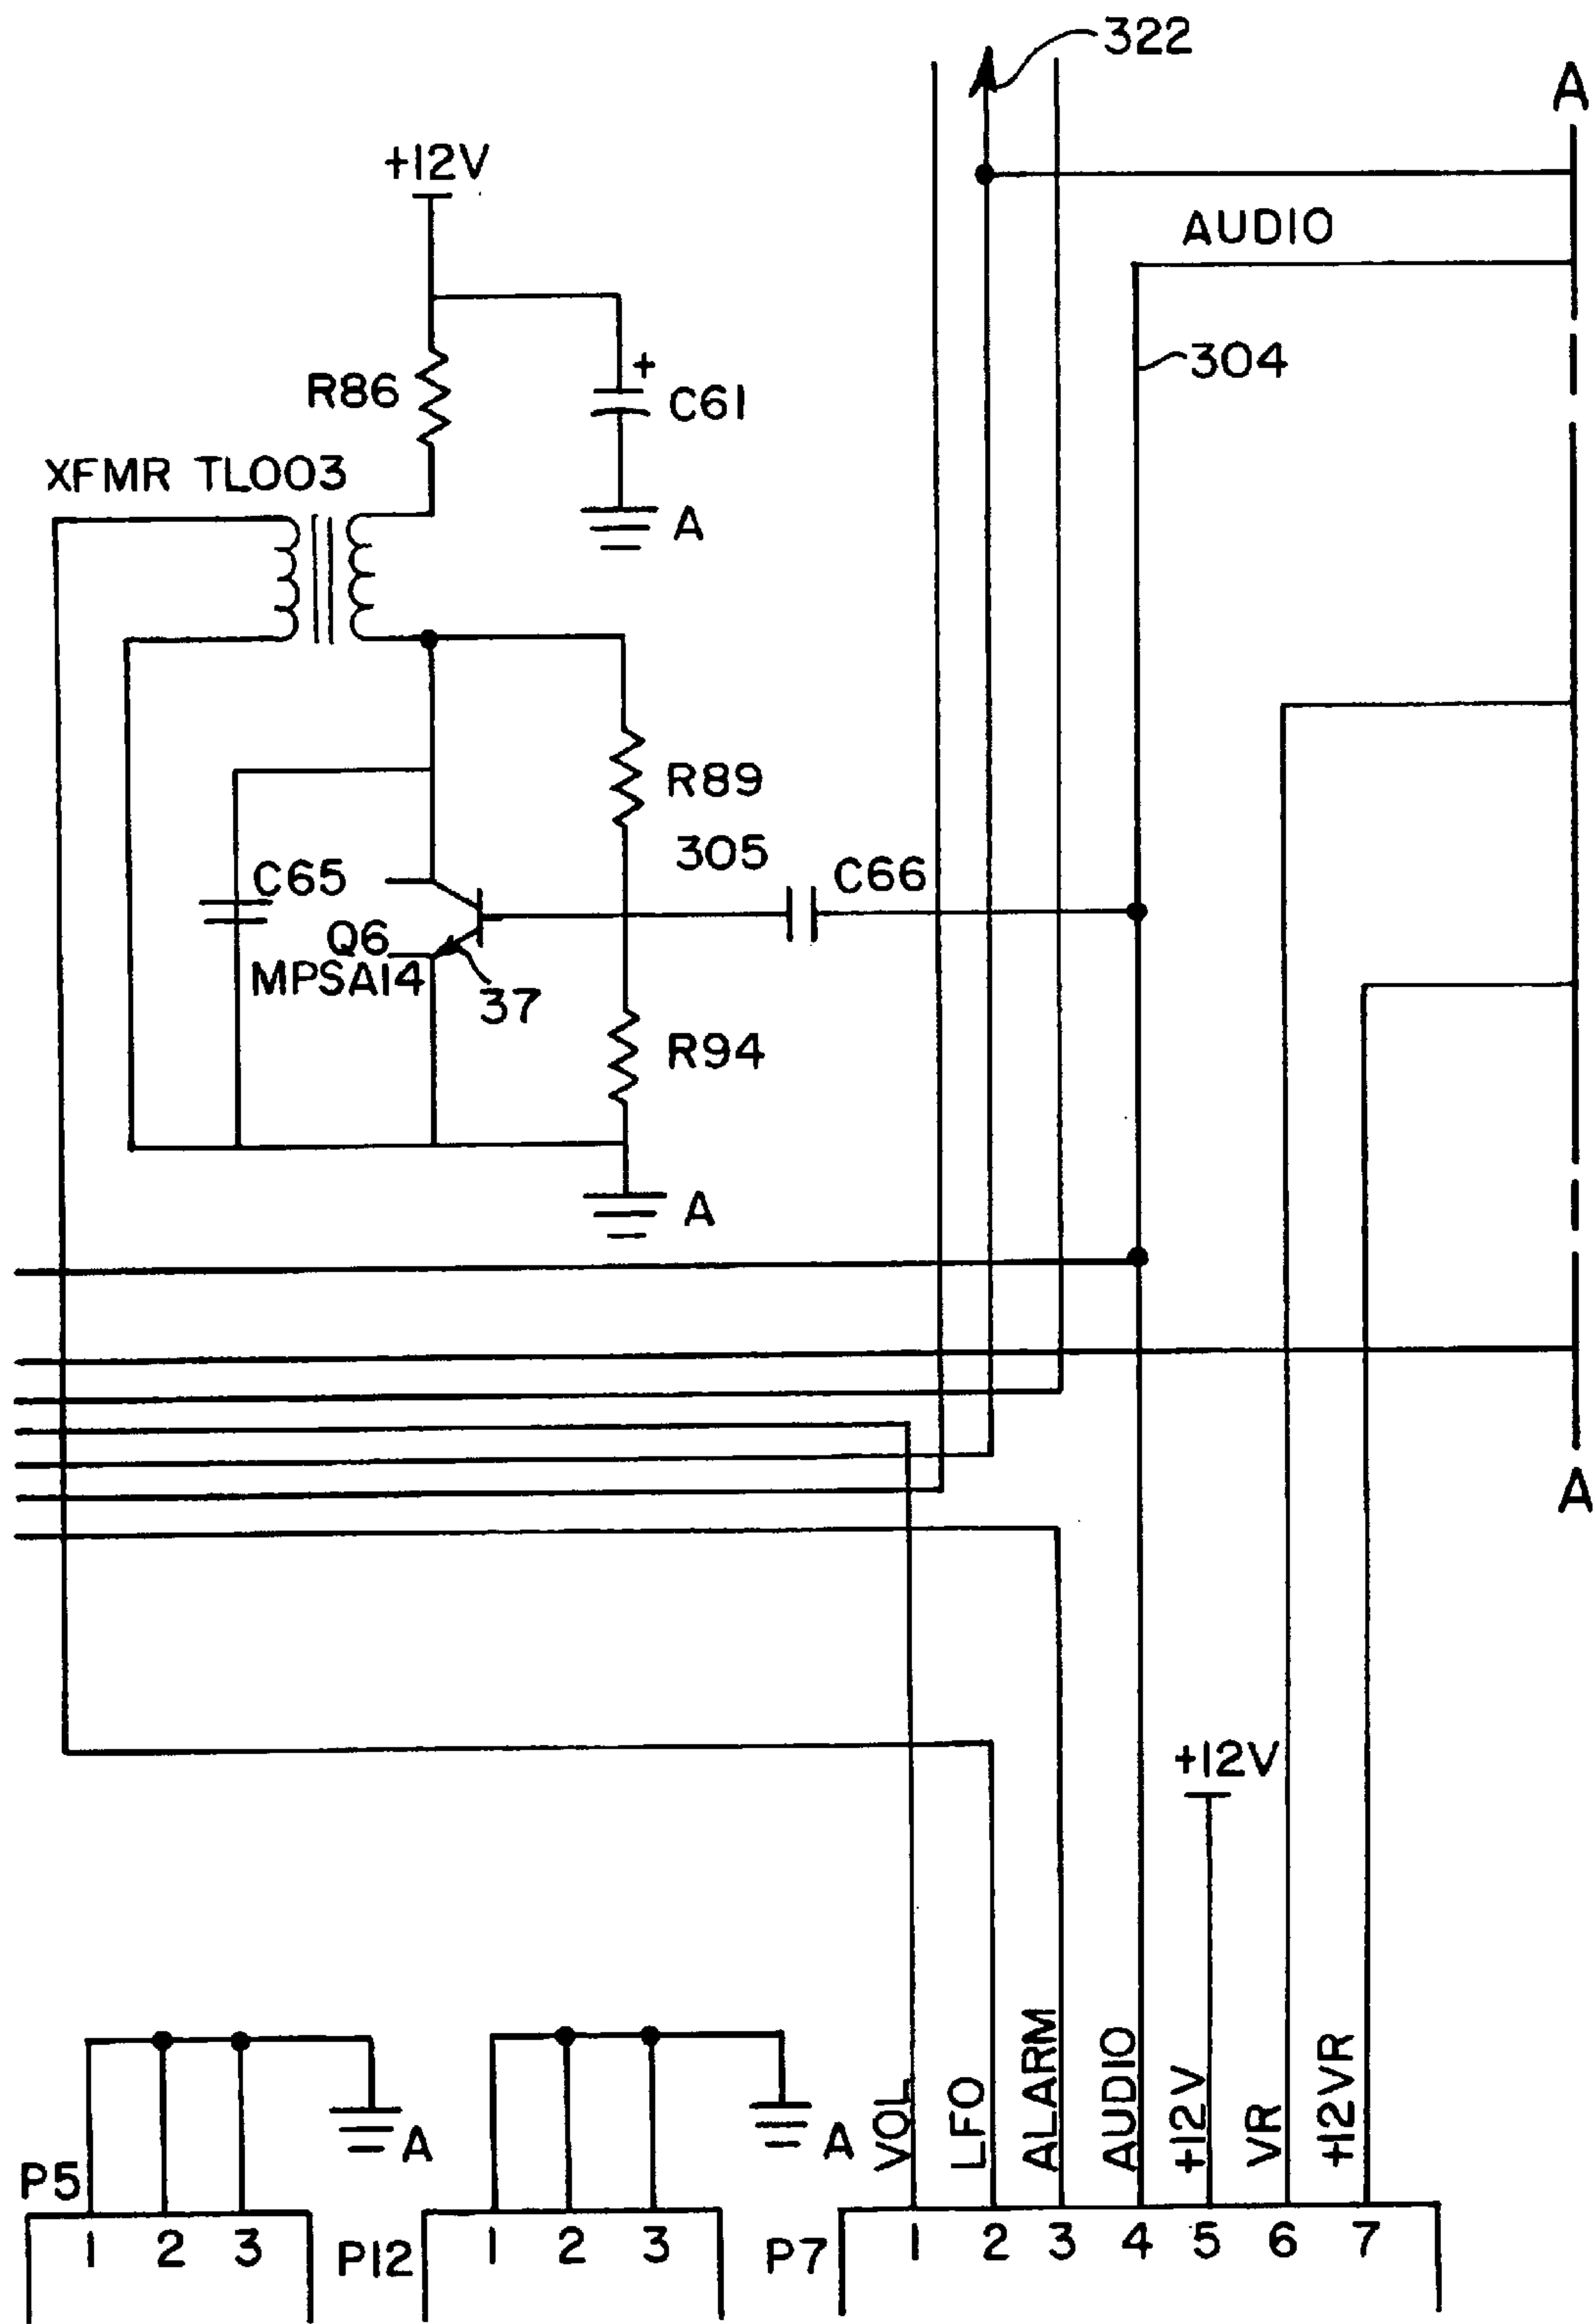 322
A
+12V
AUDIO
304
R86
+
C61
XFMR TL003
A
R89
305
C66
C65
Q6
MPSA14
37
R94
A
A
+12V
VOL
LFO
ALARM
AUDIO
+12V
VR
+12VR
A
A
P5
1
2
3
P12
1
2
3
P7
1
2
3
4
5
6
7